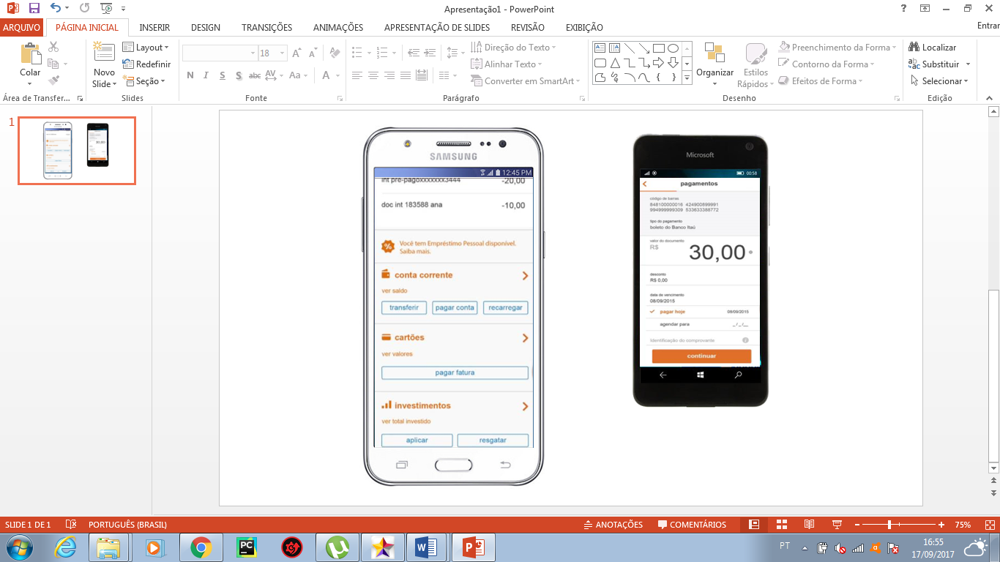 Apresentação1 - PowerPoint
ARQUIVO PÁGINA INICIAL INSERIR DESIGN TRANSIÇÕES ANIMAÇÕES APRESENTAÇÃO DE SLIDES REVISÃO EXIBIÇÃO Entrar
Colar
Área de Transfer...
Novo
Slide
Layout
Redefinir
Seção
Slides
18
N I S S abc AV Aa A
Fonte
Direção do Texto
Alinhar Texto
Converter em SmartArt
Parágrafo
Organizar
Estilos
Rápidos
Preenchimento da Forma
Contorno da Forma
Efeitos de Forma
Desenho
Localizar
Substituir
Selecionar
Edição
1
SAMSUNG
12:45 PM
int pre-pagoxxxxxxx3444 -20,00
doc int 183588 ana -10,00
Você tem Empréstimo Pessoal disponível.
Saiba mais.
conta corrente
ver saldo
transferir pagar conta recarregar
cartões
ver valores
pagar fatura
investimentos
ver total investido
aplicar resgatar
Microsoft
00:58
pagamentos
código de barras
848100000016 424900899991
994999999309 533633388772
tipo do pagamento
boleto do Banco Itaú
valor do documento
R$ 30,00
desconto
R$ 0,00
data de vencimento
08/09/2015
pagar hoje 08/09/2015
agendar para _ /_ /__
Identificação do comprovante
continuar
SLIDE 1 DE 1 PORTUGUÊS (BRASIL) ANOTAÇÕES COMENTÁRIOS 75%
PC
PT
16:55
17/09/2017